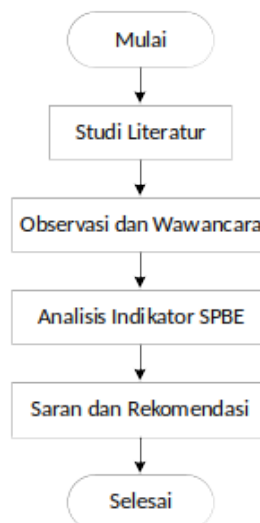 Mulai
Studi Literatur
Observasi dan Wawancara
Analisis Indikator SPBE
Saran dan Rekomendasi
Selesai